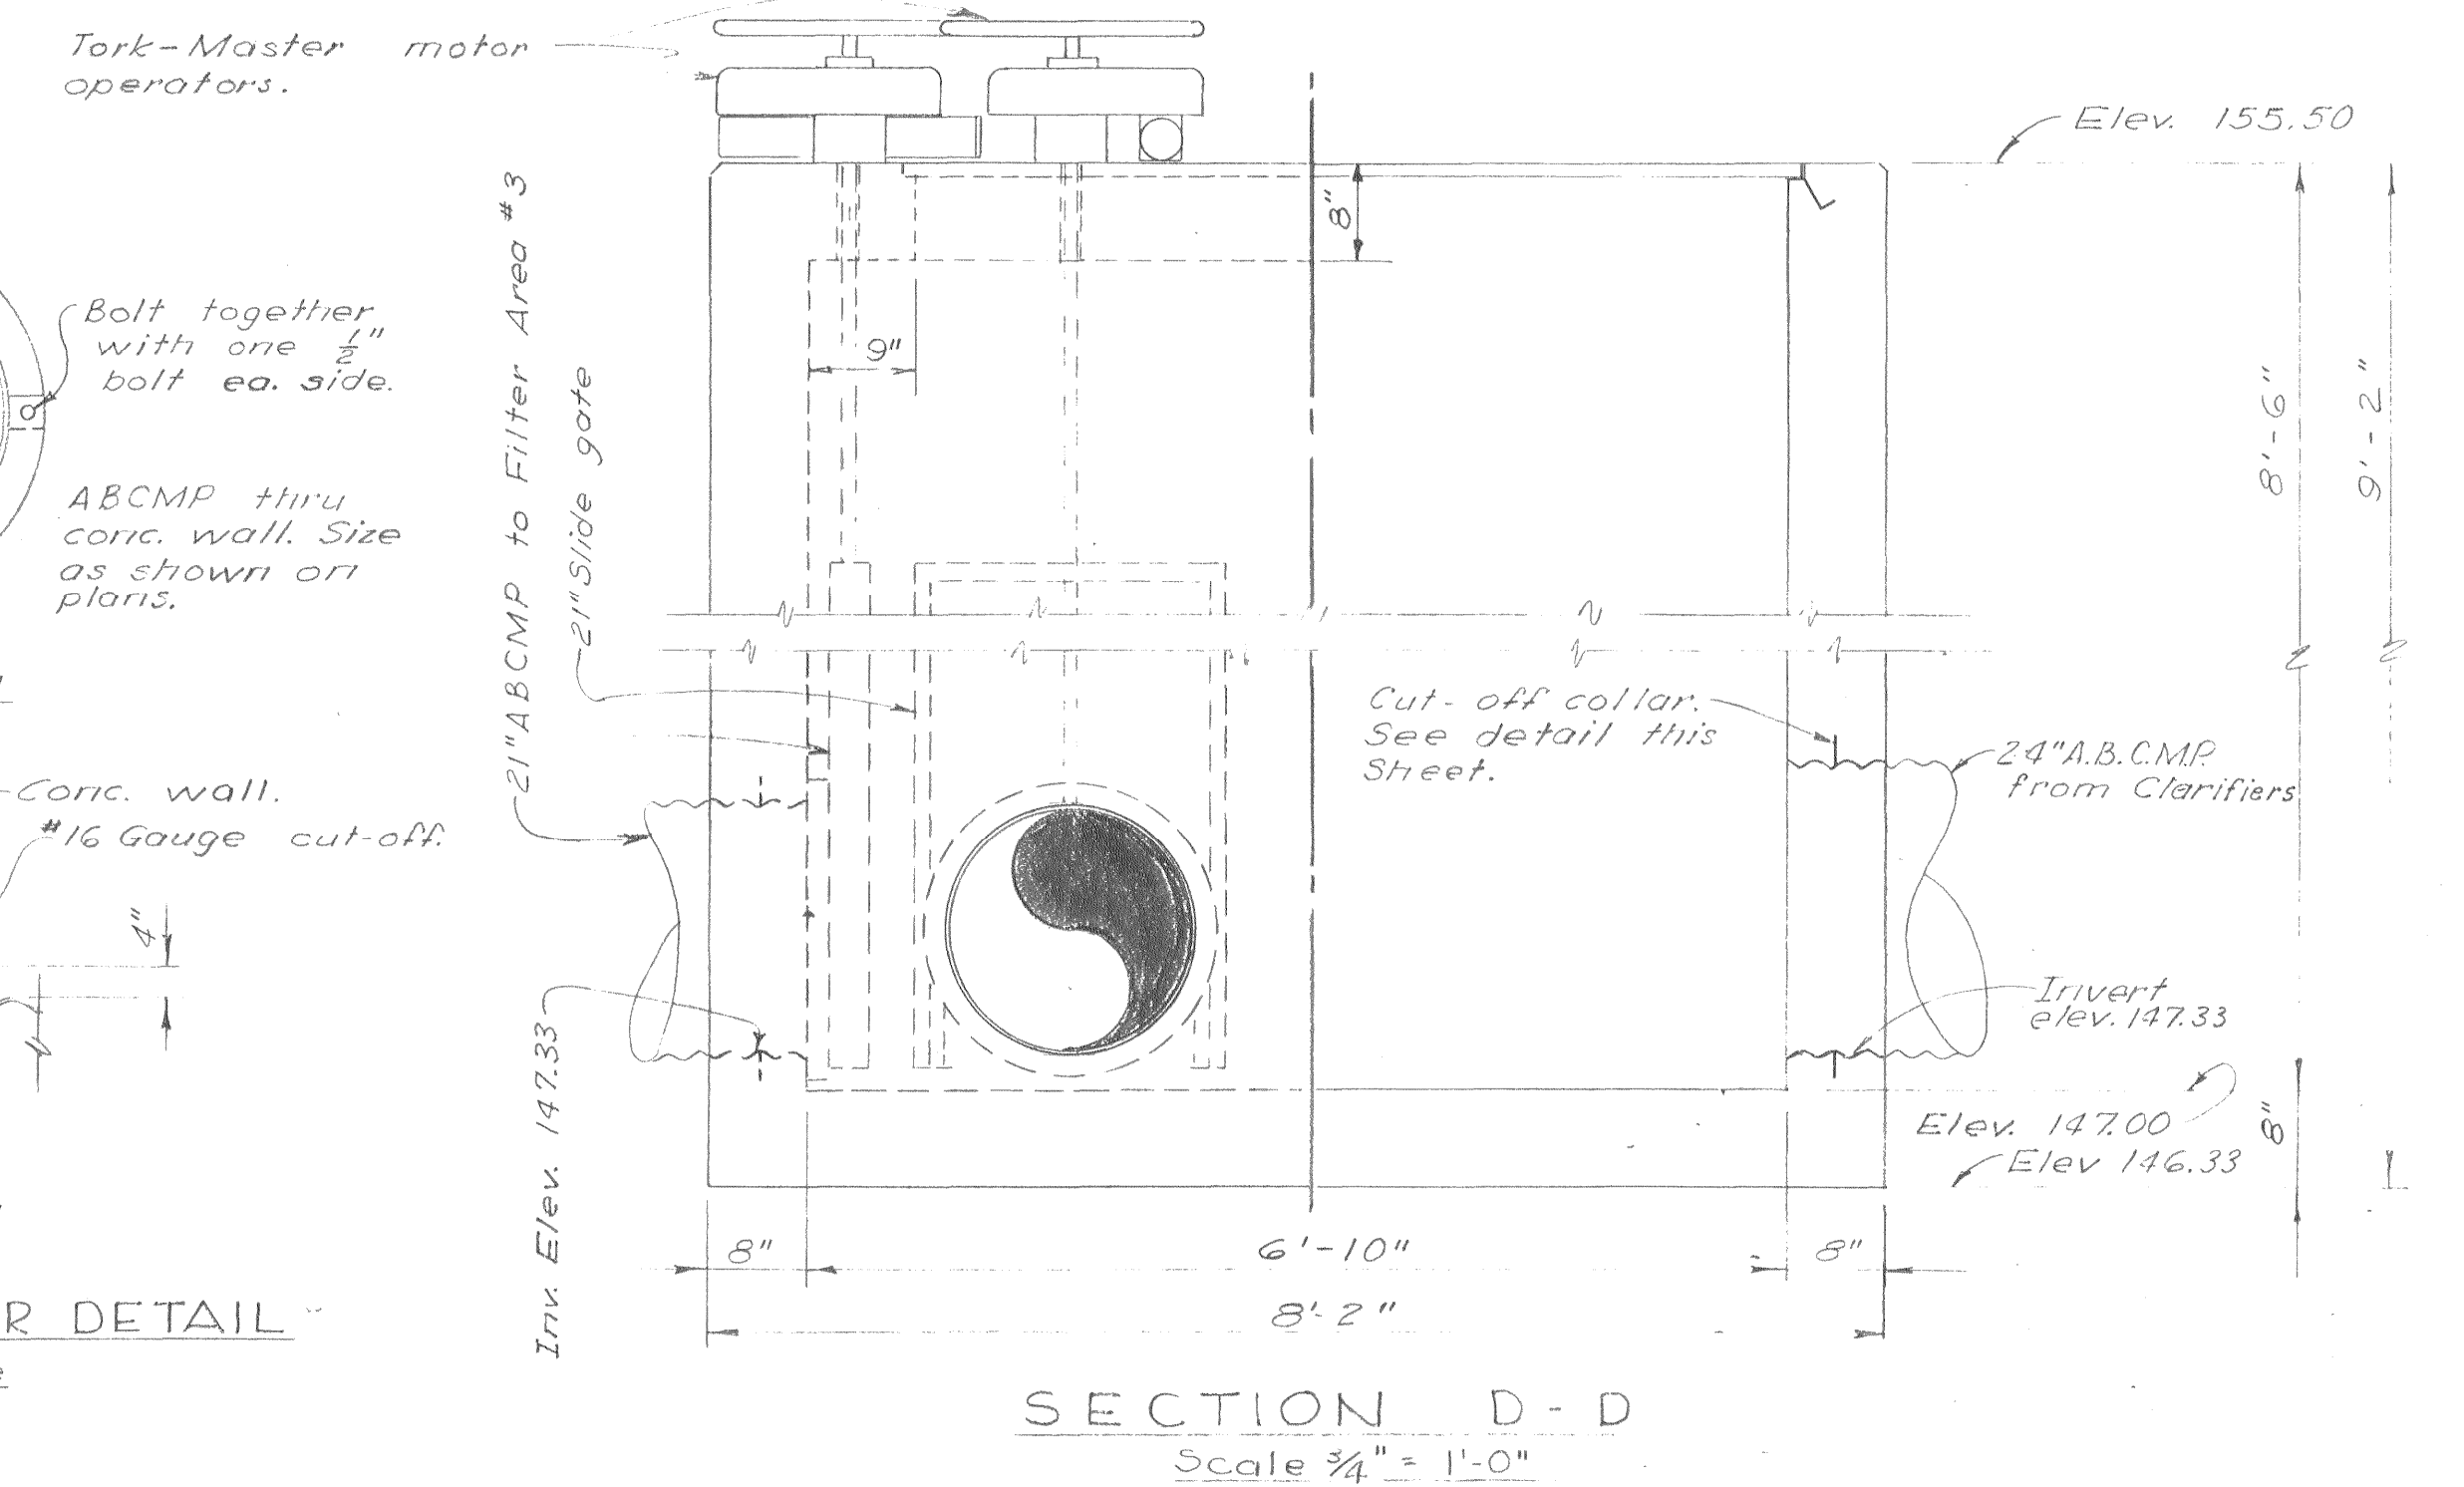 Tork-Master motor
operators.
Elev. 155.50
8"
Bolt together
with one 1/2"
bolt ea. side.
9"
8'-6"
9'-2"
21" ABCMP to Filter Area #3
21" Slide gate
ABCMP thru
conc. wall. Size
as shown on
plans.
Cut-off collar.
See detail this
Sheet.
24" A.B.C.M.P.
from Clarifiers
Conc. wall.
#16 Gauge cut-off.
4"
Inv. Elev. 147.33
Invert
elev. 147.33
Elev. 147.00
Elev 146.33
8"
8"
6'-10"
8"
8'-2"
R DETAIL
SECTION D-D
Scale 3/4" = 1'-0"